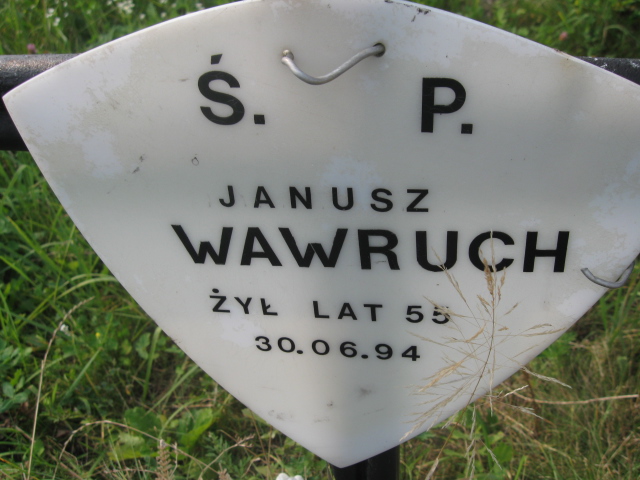 Ś. P.
JANUSZ
WAWRUCH
ŻYŁ LAT 55
30.06.94